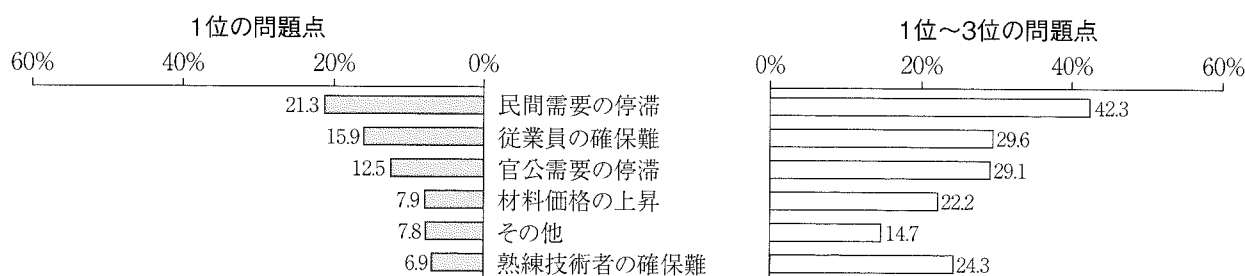 1位の問題点
60% 40% 20% 0%
1位~3位の問題点
0% 20% 40% 60%
21.3 民間需要の停滞 42.3
15.9 従業員の確保難 29.6
12.5 官公需要の停滞 29.1
7.9 材料価格の上昇 22.2
7.8 その他 14.7
6.9 熟練技術者の確保難 24.3